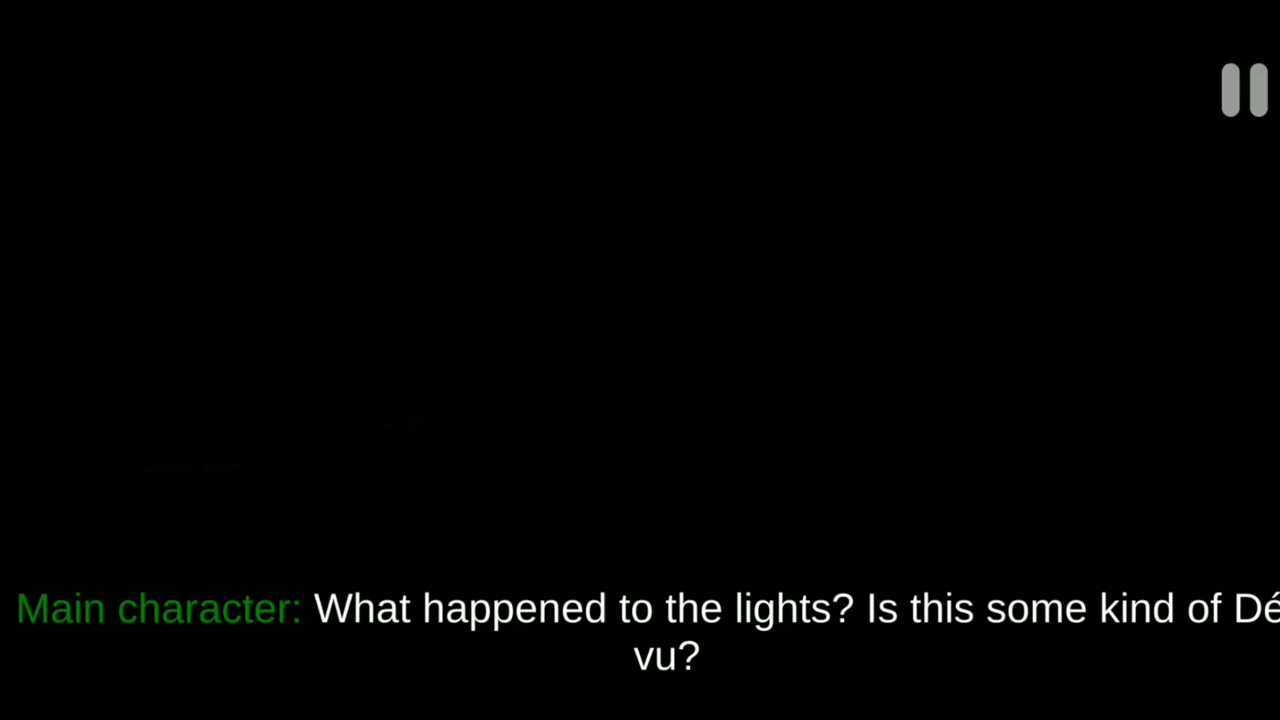 Main character: What happened to the lights? Is this some kind of Dé
vu?